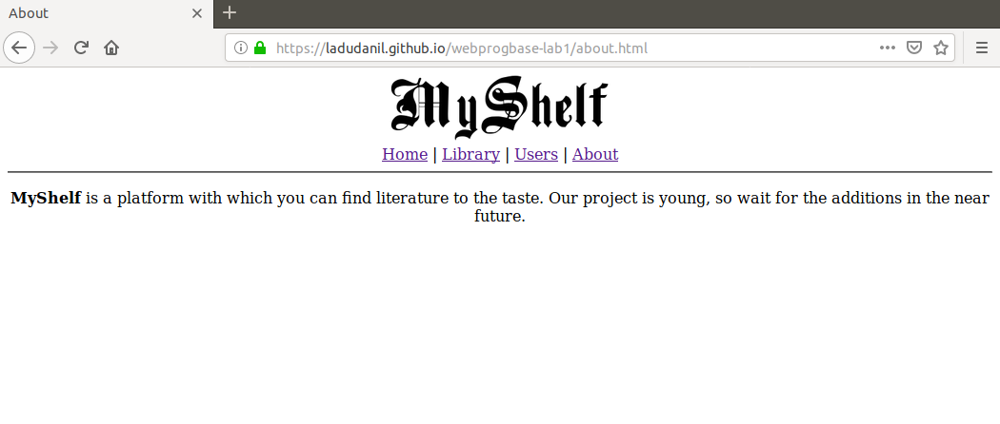 About
https://ladudanil.github.io/webprogbase-lab1/about.html
MyShelf
Home | Library | Users | About
MyShelf is a platform with which you can find literature to the taste. Our project is young, so wait for the additions in the near
future.